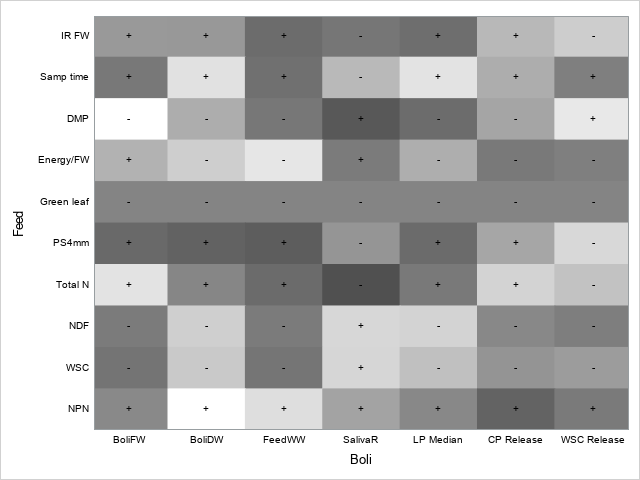 IR FW + + + - + + -
Samp time + + + - + + +
DMP - - - + - - +
Energy/FW + - - + - - -
Green leaf - - - - - - -
PS4mm + + + - + + -
Total N + + + - + + -
NDF - - - + - - -
WSC - - - + - - -
NPN + + + + + + +
Feed
BoliFW BoliDW FeedWW SalivaR LP Median CP Release WSC Release
Boli